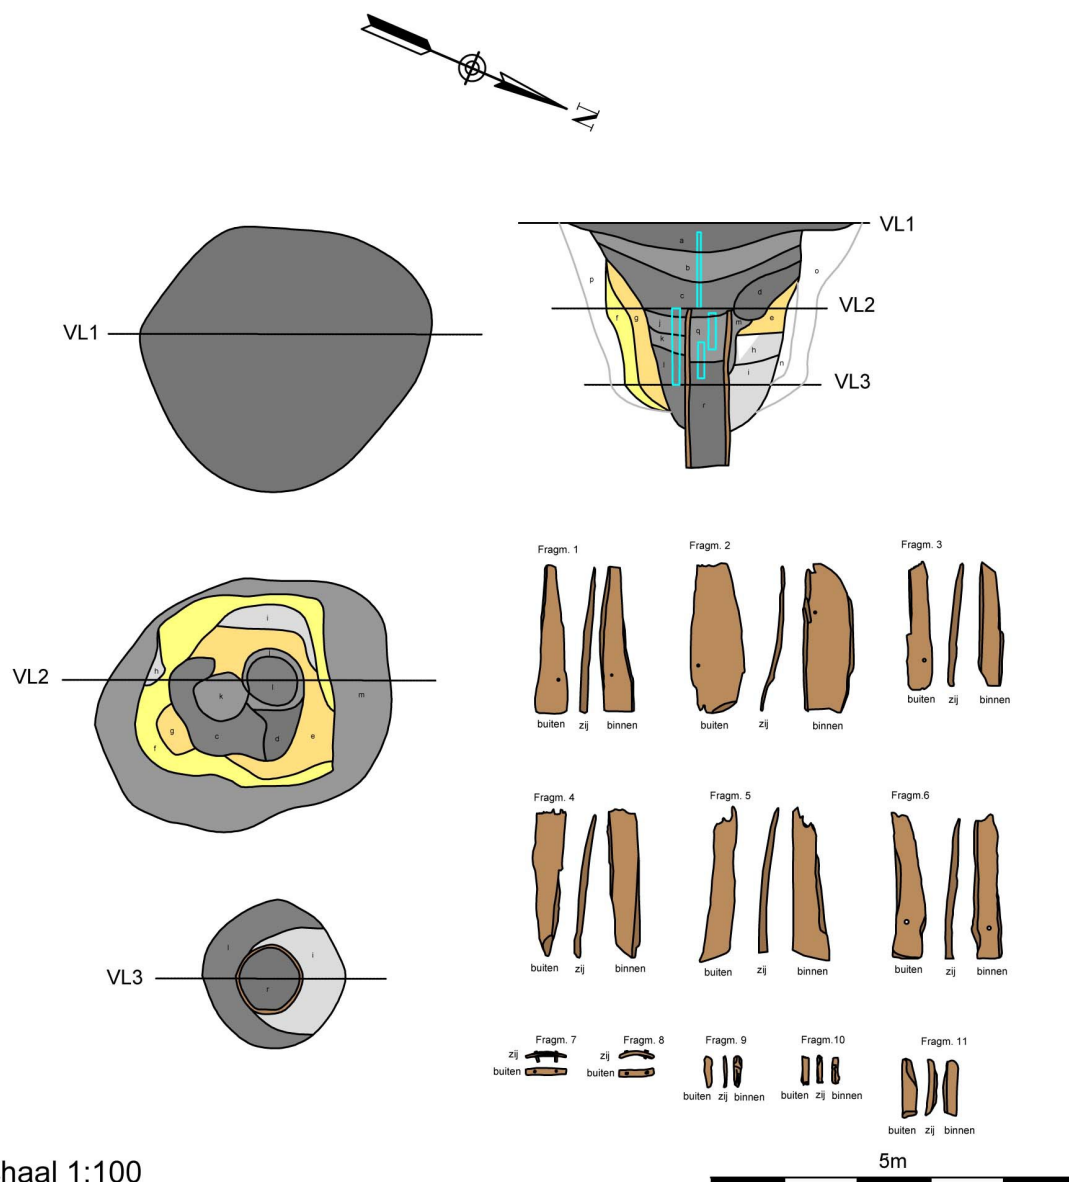 N
VL1
a
b
c
d
p
o
VL2
f
g
j
k
l
q
m
e
h
i
n
VL3
r
VL1
Fragm. 1
Fragm. 2
Fragm. 3
buiten zij binnen
buiten zij binnen
buiten zij binnen
VL2
i
h
j
k
l
m
g
f
c
d
e
Fragm. 4
Fragm. 5
Fragm.6
buiten zij binnen
buiten zij binnen
buiten zij binnen
VL3
l
i
r
Fragm. 7
zij
buiten
Fragm. 8
zij
buiten
Fragm. 9
buiten zij binnen
Fragm.10
buiten zij binnen
Fragm. 11
buiten zij binnen
haal 1:100
5m